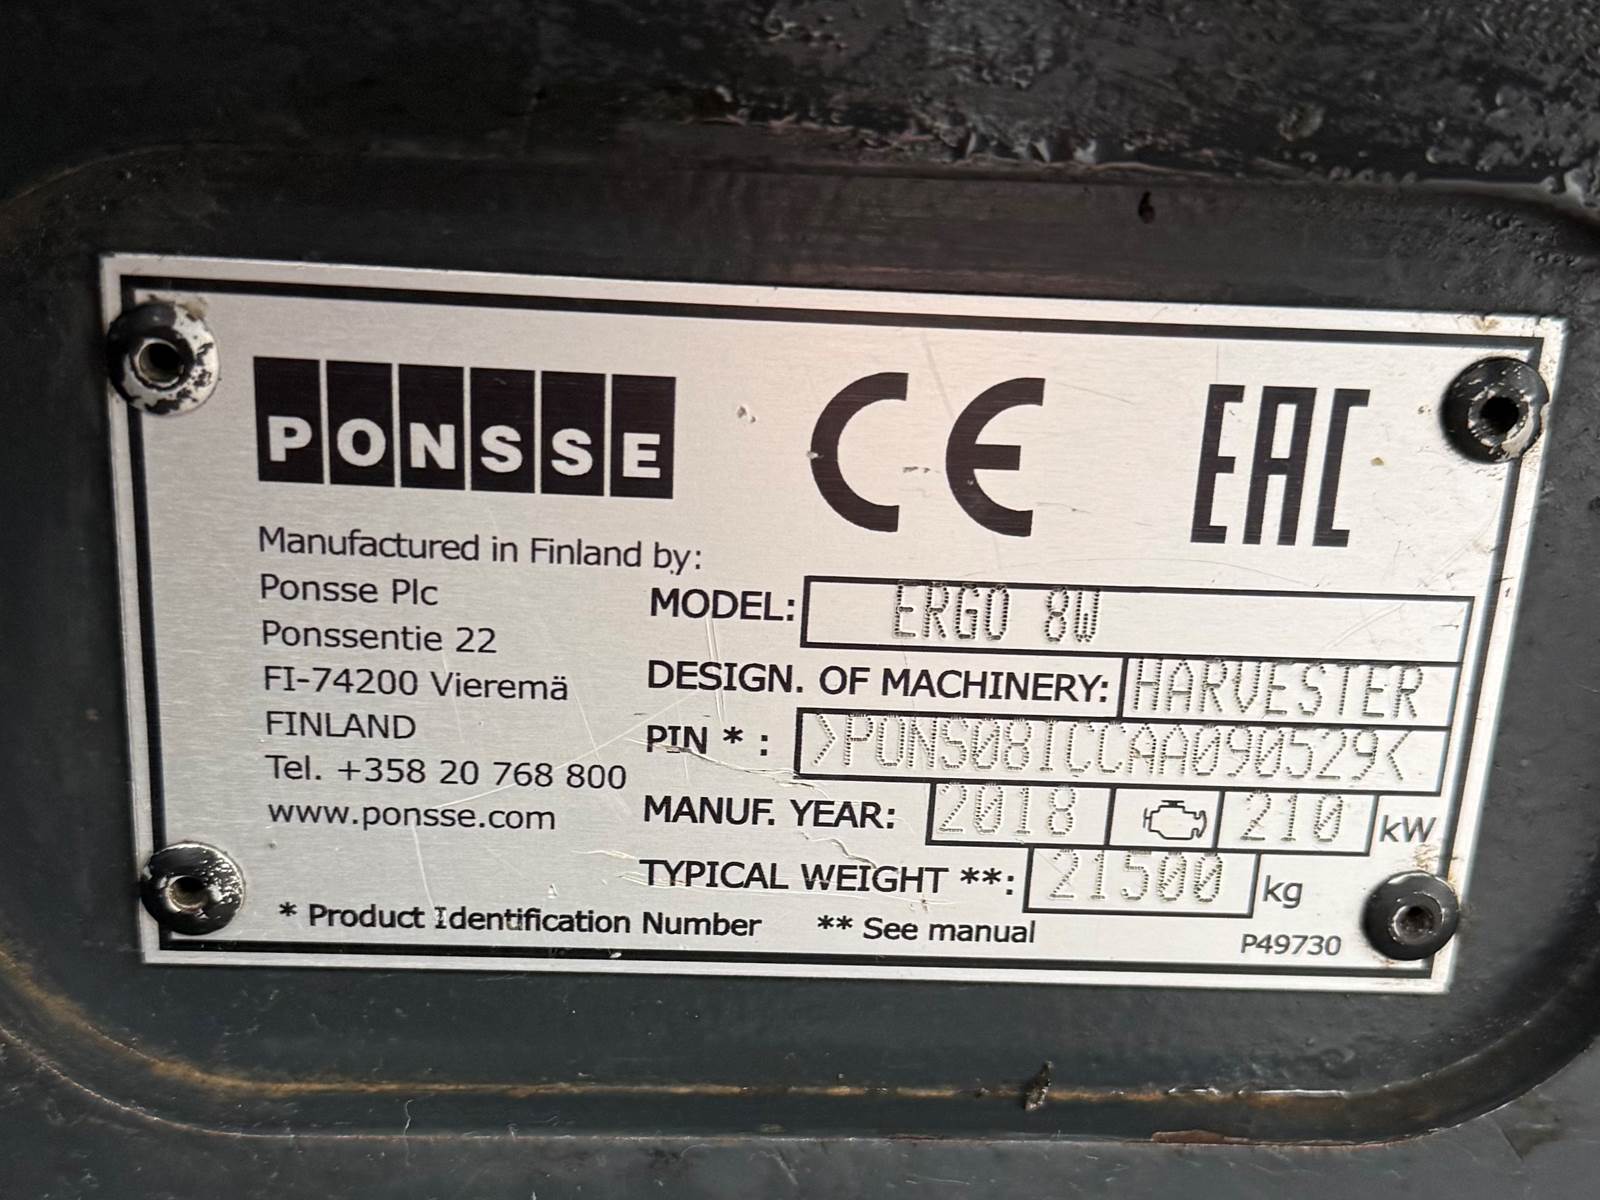 PONSSE CE EAC
Manufactured in Finland by:
Ponsse Plc
Ponssentie 22
FI-74200 Vieremä
FINLAND
Tel. +358 20 768 800
www.ponsse.com
MODEL: ERGO 8W
DESIGN. OF MACHINERY: HARVESTER
PIN * : >PONS081CCAA090529<
MANUF. YEAR: 2018 210 kW
TYPICAL WEIGHT **: 21500 kg
* Product Identification Number ** See manual
P49730